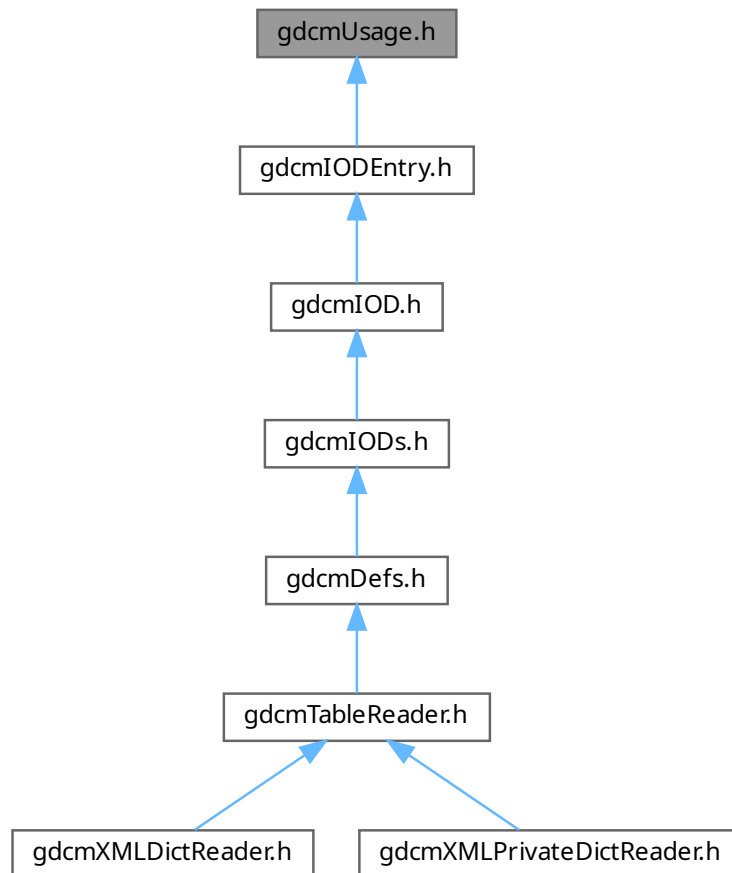 gdcmUsage.h
gdcmIODEntry.h
gdcmIOD.h
gdcmIODs.h
gdcmDefs.h
gdcmTableReader.h
gdcmXMLDictReader.h
gdcmXMLPrivateDictReader.h